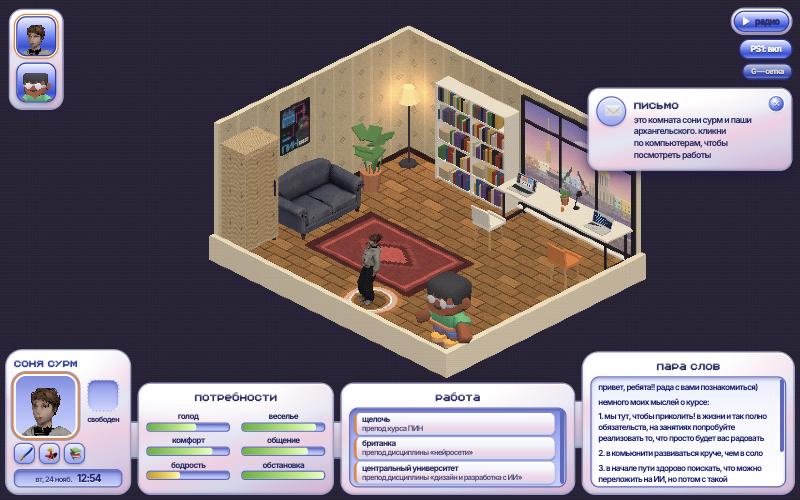 радио
PS1: вкл
G—сетка
письмо
это комната сони сурм и паши
архангельского. кликни
по компьютерам, чтобы
посмотреть работы
соня сурм
свободен
вт, 24 нояб. 12:54
потребности
голод
веселье
комфорт
общение
бодрость
обстановка
работа
щелочь
препод курса ПИН
британка
препод дисциплины «нейросети»
центральный университет
препод дисциплины «дизайн и разработка с ИИ»
пара слов
привет, ребята!! рада с вами познакомиться)
немного моих мыслей о курсе:
1. мы тут, чтобы приколить! в жизни и так полно
обязательств, на занятиях попробуйте
реализовать то, что просто будет вас радовать
2. в комьюнити развиваться круче, чем в соло
3. в начале пути здорово поискать, что можно
переложить на ИИ, но потом с такой